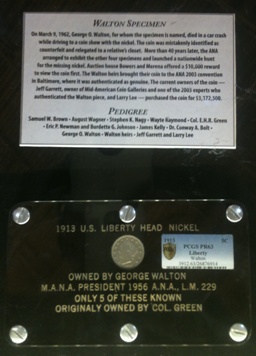 WALTON SPECIMEN
On March 9, 1962, George O. Walton, for whom the specimen is named, died in a car crash
while driving to a coin show with the nickel. The coin was mistakenly identified as
counterfeit and relegated to a relative's closet. More than 40 years later, the ANA
arranged to exhibit the other four specimens and launched a nationwide hunt
for the missing nickel. Auction house Bowers and Merena offered a $10,000 reward
to view the coin first. The Walton heirs brought their coin to the ANA 2003 convention
in Baltimore, where it was authenticated as genuine. The current owners of the coin —
Jeff Garrett, owner of Mid-American Coin Galleries and one of the 2003 experts who
authenticated the Walton piece, and Larry Lee — purchased the coin for $3,172,500.
PEDIGREE
Samuel W. Brown • August Wagner • Stephen K. Nagy • Wayte Raymond • Col. E.H.R. Green
• Eric P. Newman and Burdette G. Johnson • James Kelly • Dr. Conway A. Bolt •
George O. Walton • Walton heirs • Jeff Garrett and Larry Lee
1913 U.S. LIBERTY HEAD NICKEL
1913 5C
PCGS PR63
Liberty
Walton
OWNED BY GEORGE WALTON
M.A.N.A. PRESIDENT 1956 A.N.A., L.M. 229
ONLY 5 OF THESE KNOWN
ORIGINALY OWNED BY COL. GREEN